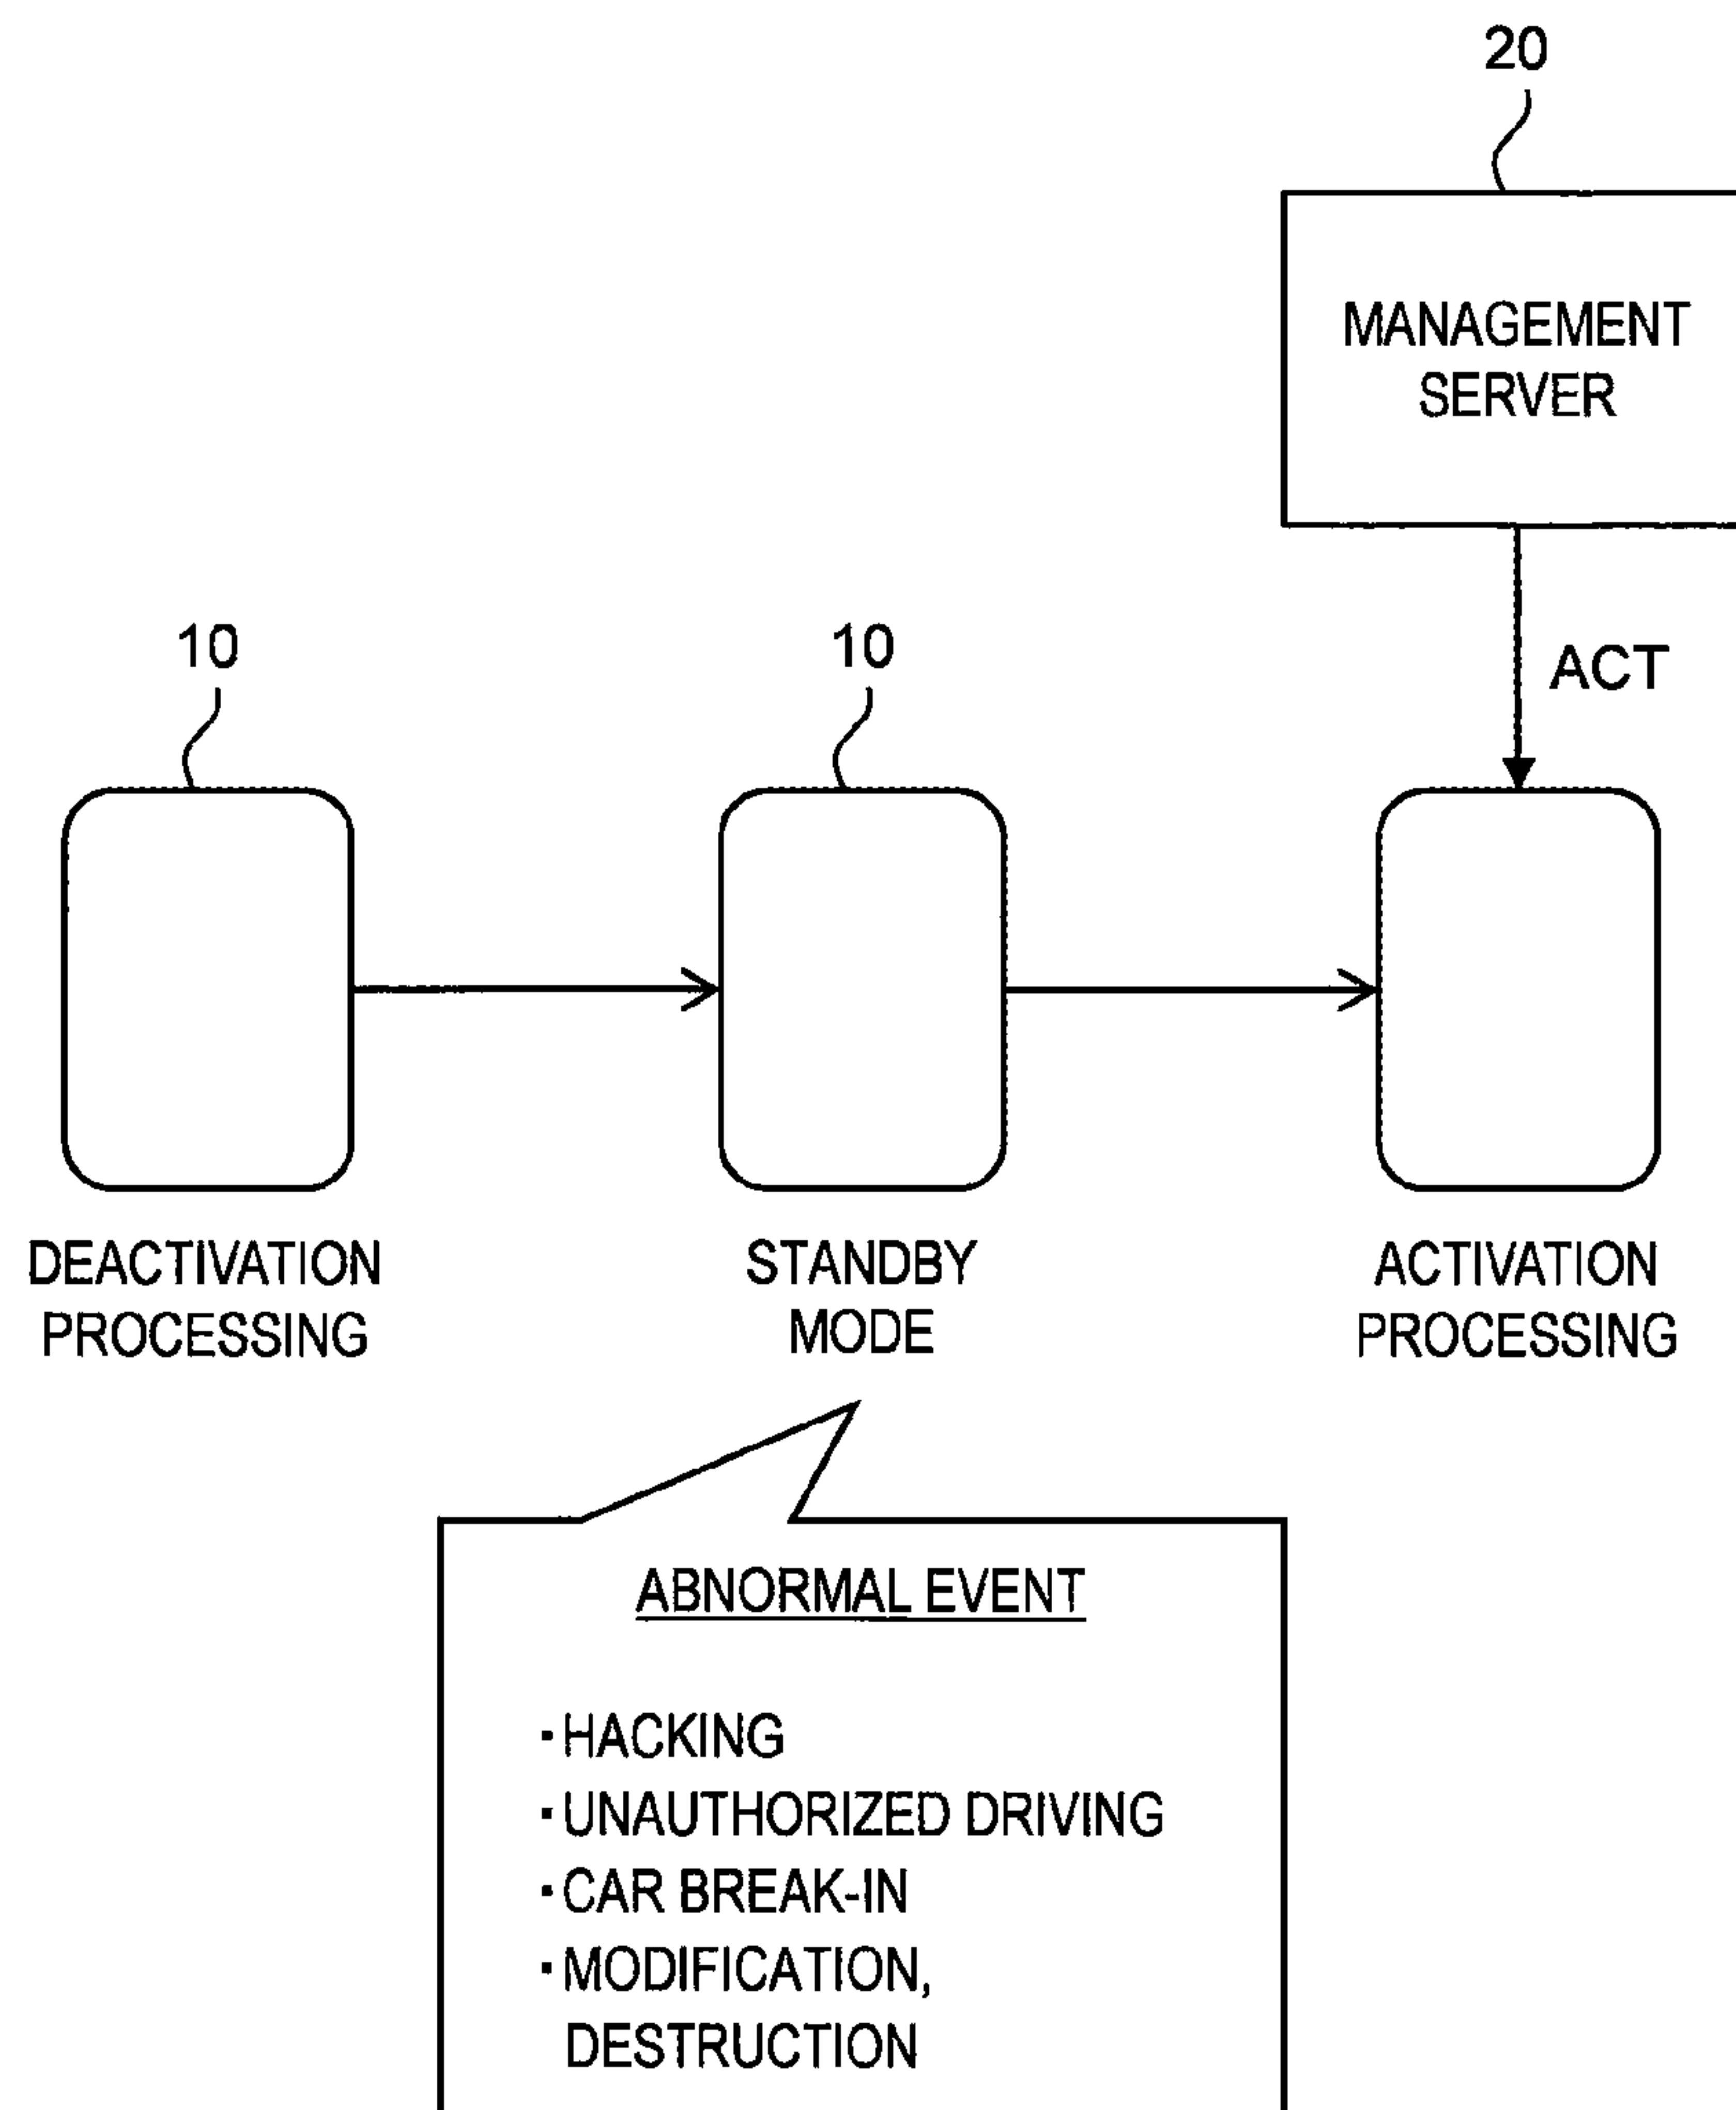 20
MANAGEMENT
SERVER
10
10
ACT
DEACTIVATION
PROCESSING
STANDBY
MODE
ACTIVATION
PROCESSING
ABNORMAL EVENT
・HACKING
・UNAUTHORIZED DRIVING
・CAR BREAK-IN
・MODIFICATION,
DESTRUCTION